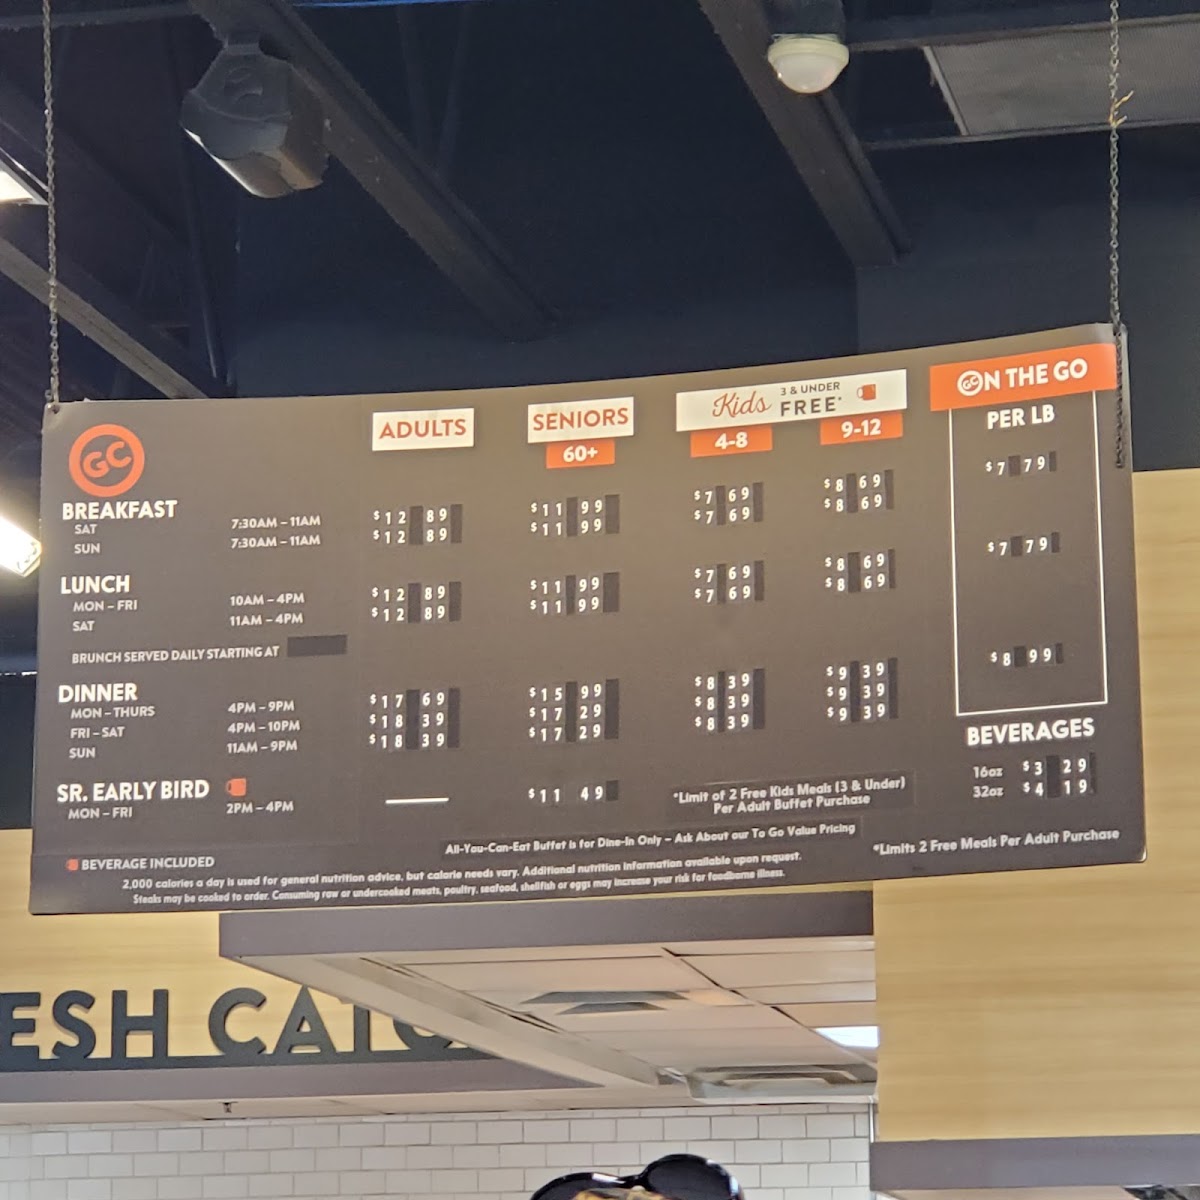 GC
ADULTS
SENIORS
60+
Kids 3 & UNDER FREE*
4-8
9-12
GC ON THE GO
PER LB
BREAKFAST
SAT 7:30AM – 11AM $12 89 $11 99 $7 69 $8 69 $7 79
SUN 7:30AM – 11AM $12 89 $11 99 $7 69 $8 69
LUNCH
MON – FRI 10AM – 4PM $12 89 $11 99 $7 69 $8 69 $7 79
SAT 11AM – 4PM $12 89 $11 99 $7 69 $8 69
BRUNCH SERVED DAILY STARTING AT
DINNER
MON – THURS 4PM – 9PM $17 69 $15 99 $8 39 $9 39 $8 99
FRI – SAT 4PM – 10PM $18 39 $17 29 $8 39 $9 39
SUN 11AM – 9PM $18 39 $17 29 $8 39 $9 39
SR. EARLY BIRD
MON – FRI 2PM – 4PM $11 49
BEVERAGES
16oz $3 29
32oz $4 19
*Limit of 2 Free Kids Meals (3 & Under)
Per Adult Buffet Purchase
All-You-Can-Eat Buffet is for Dine-In Only – Ask About our To Go Value Pricing
*Limits 2 Free Meals Per Adult Purchase
BEVERAGE INCLUDED
2,000 calories a day is used for general nutrition advice, but calorie needs vary. Additional nutrition information available upon request.
Steaks may be cooked to order. Consuming raw or undercooked meats, poultry, seafood, shellfish or eggs may increase your risk for foodborne illness.
ESH CATC